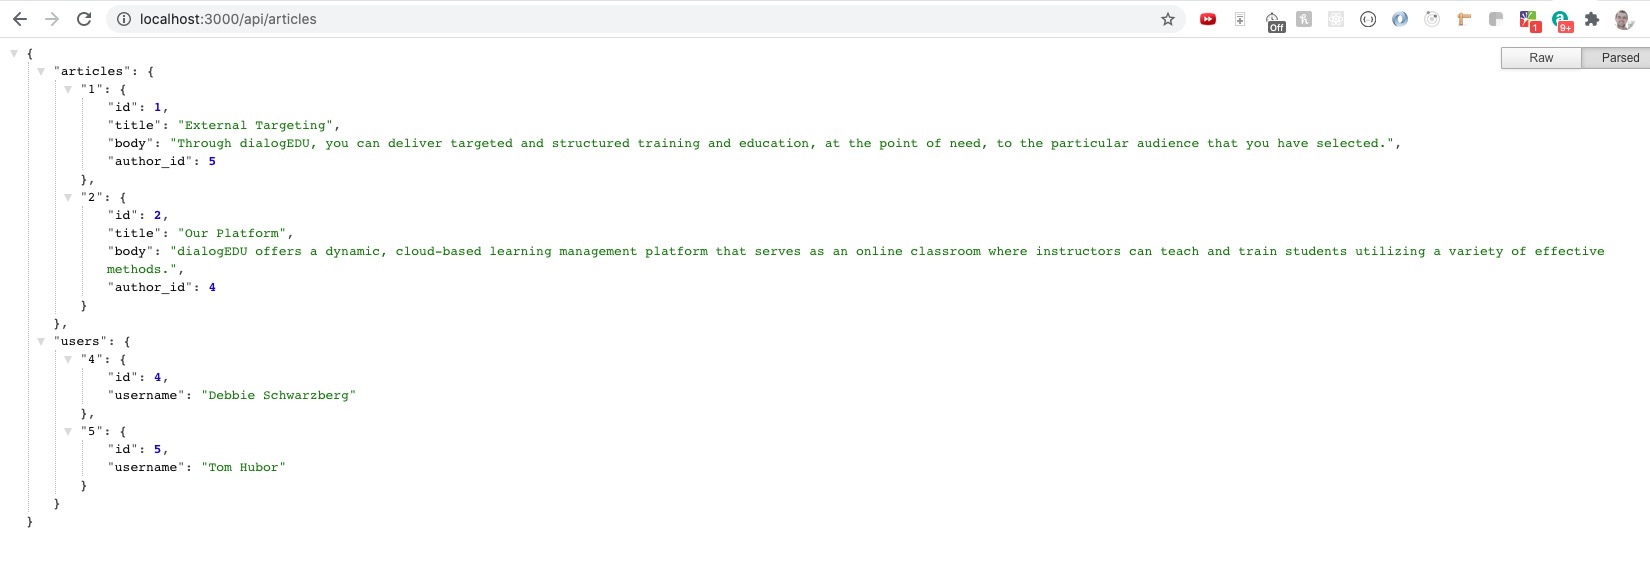 localhost:3000/api/articles
Off
1
9+
Raw
Parsed
{
"articles": {
"1": {
"id": 1,
"title": "External Targeting",
"body": "Through dialogEDU, you can deliver targeted and structured training and education, at the point of need, to the particular audience that you have selected.",
"author_id": 5
},
"2": {
"id": 2,
"title": "Our Platform",
"body": "dialogEDU offers a dynamic, cloud-based learning management platform that serves as an online classroom where instructors can teach and train students utilizing a variety of effective
methods.",
"author_id": 4
}
},
"users": {
"4": {
"id": 4,
"username": "Debbie Schwarzberg"
},
"5": {
"id": 5,
"username": "Tom Hubor"
}
}
}